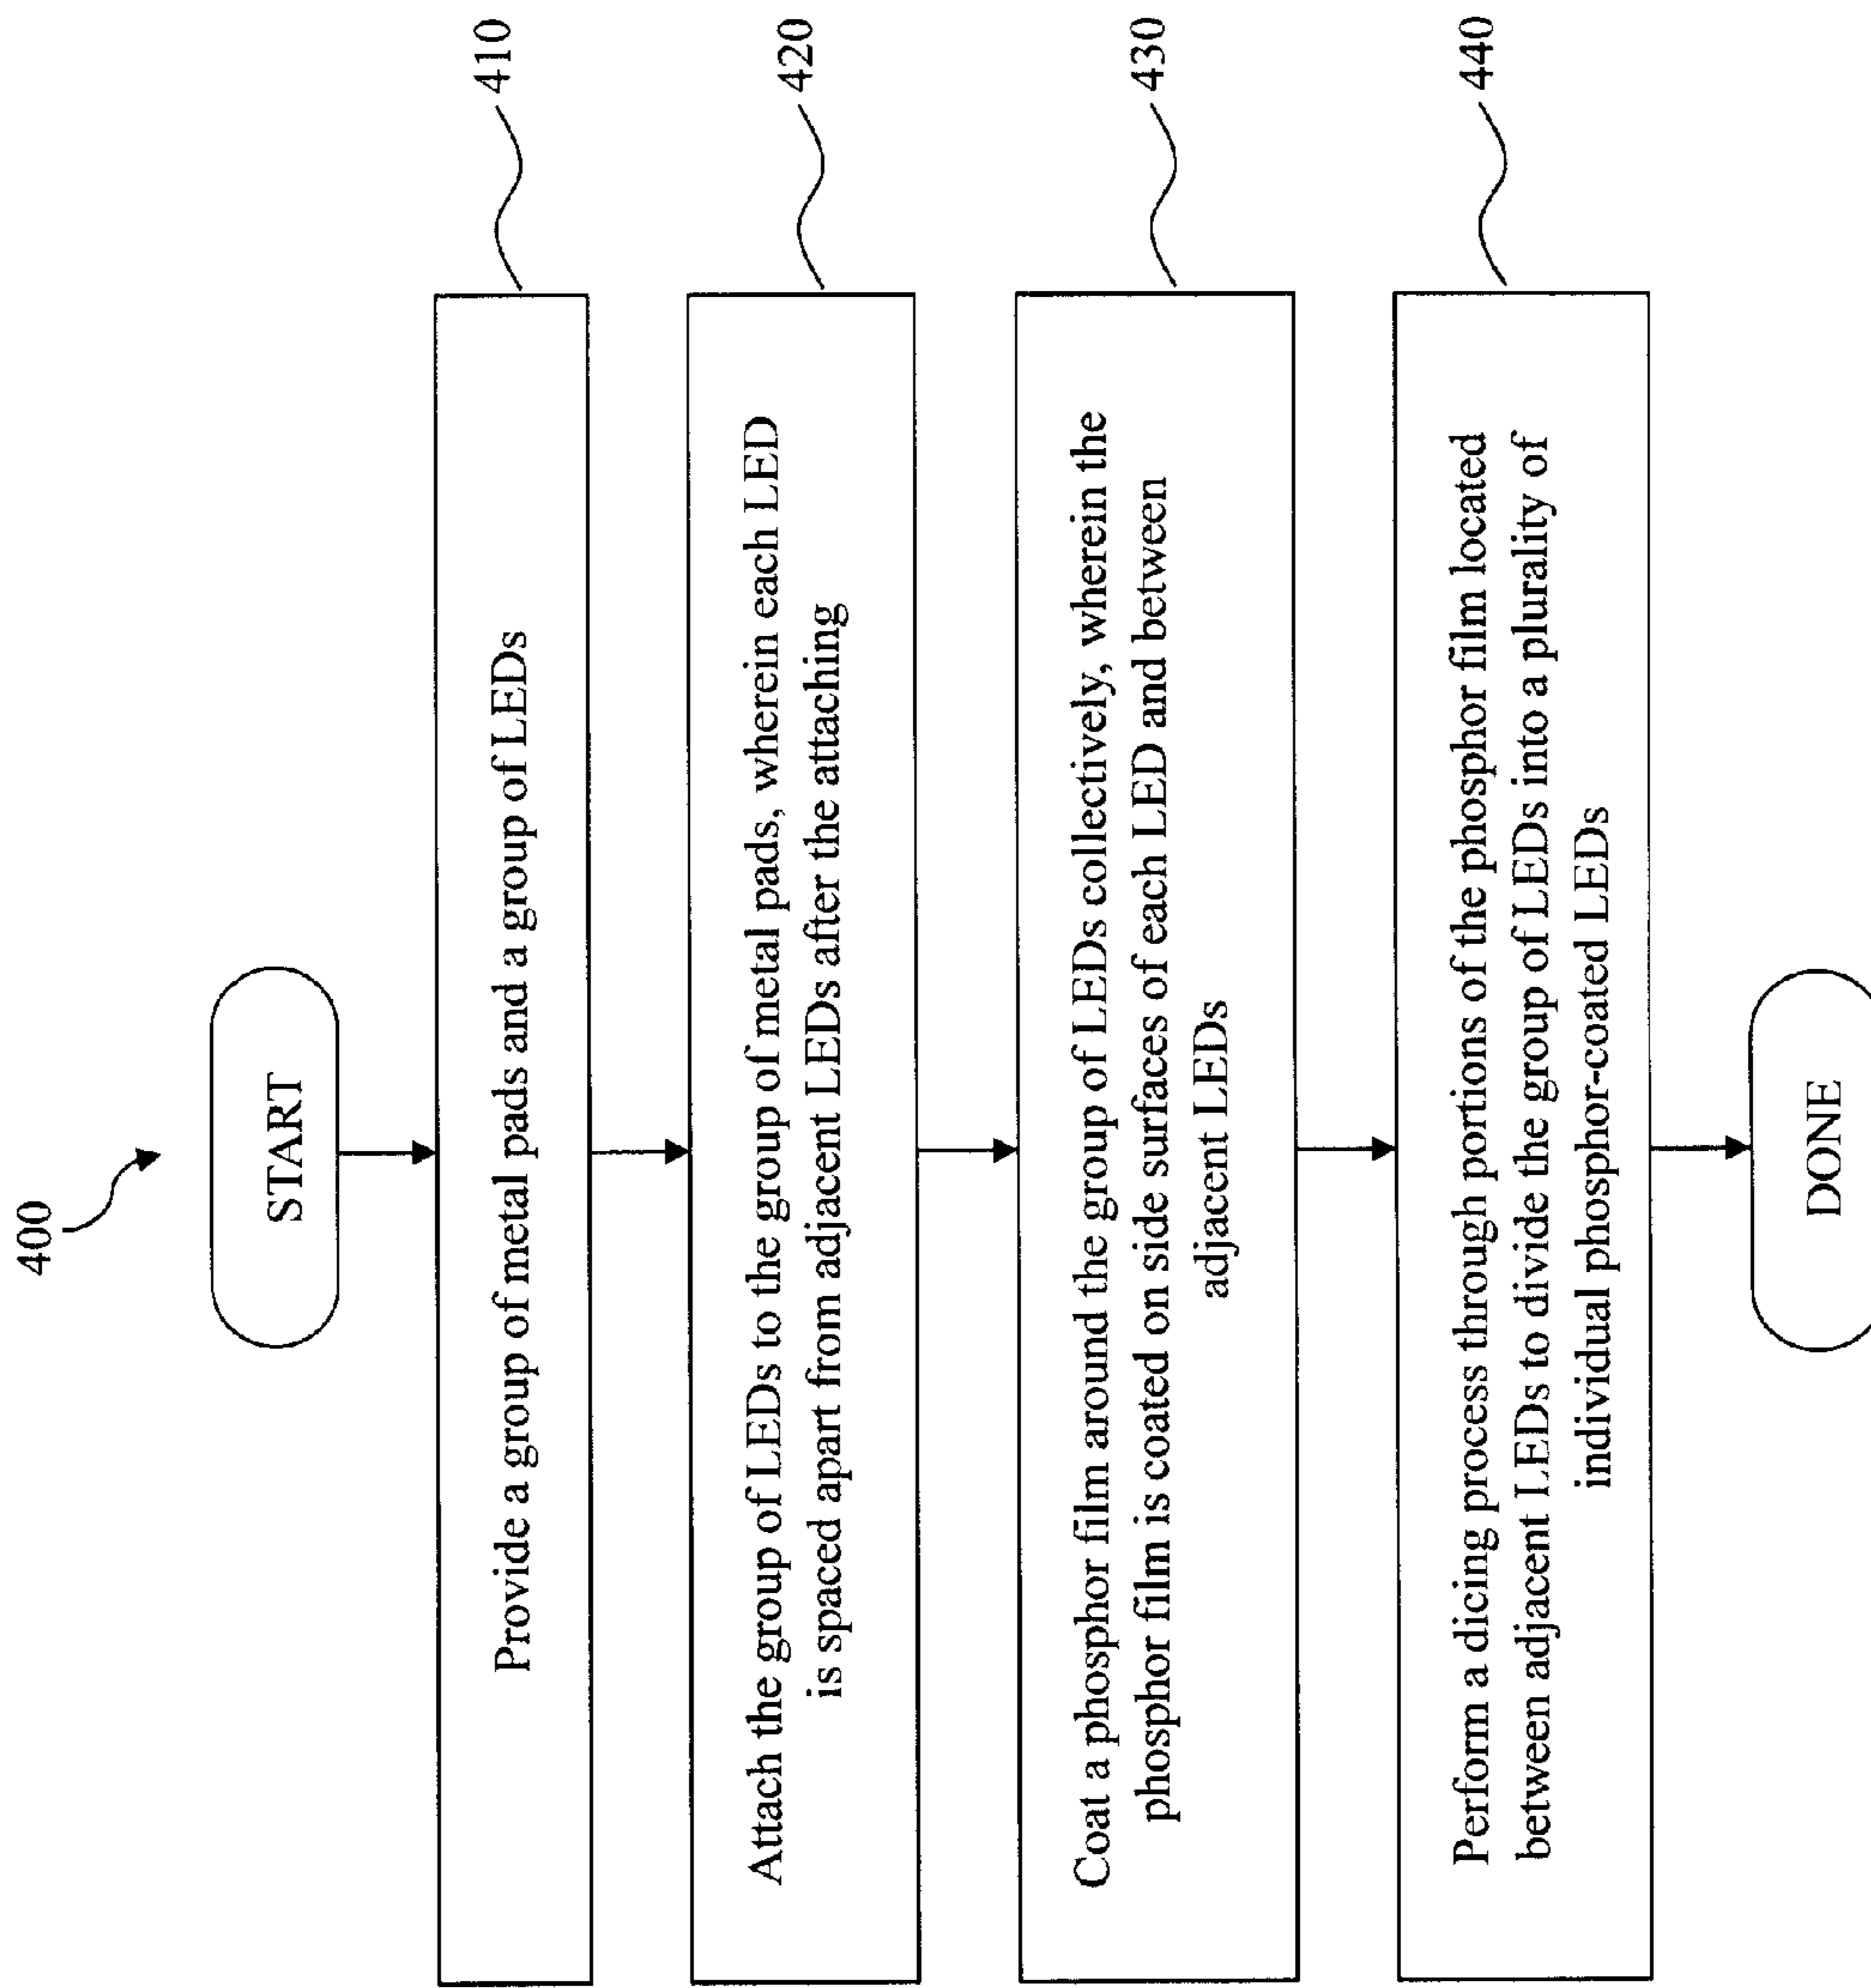 400
START
Provide a group of metal pads and a group of LEDs
410
Attach the group of LEDs to the group of metal pads, wherein each LED
is spaced apart from adjacent LEDs after the attaching
420
Coat a phosphor film around the group of LEDs collectively, wherein the
phosphor film is coated on side surfaces of each LED and between
adjacent LEDs
430
Perform a dicing process through portions of the phosphor film located
between adjacent LEDs to divide the group of LEDs into a plurality of
individual phosphor-coated LEDs
440
DONE